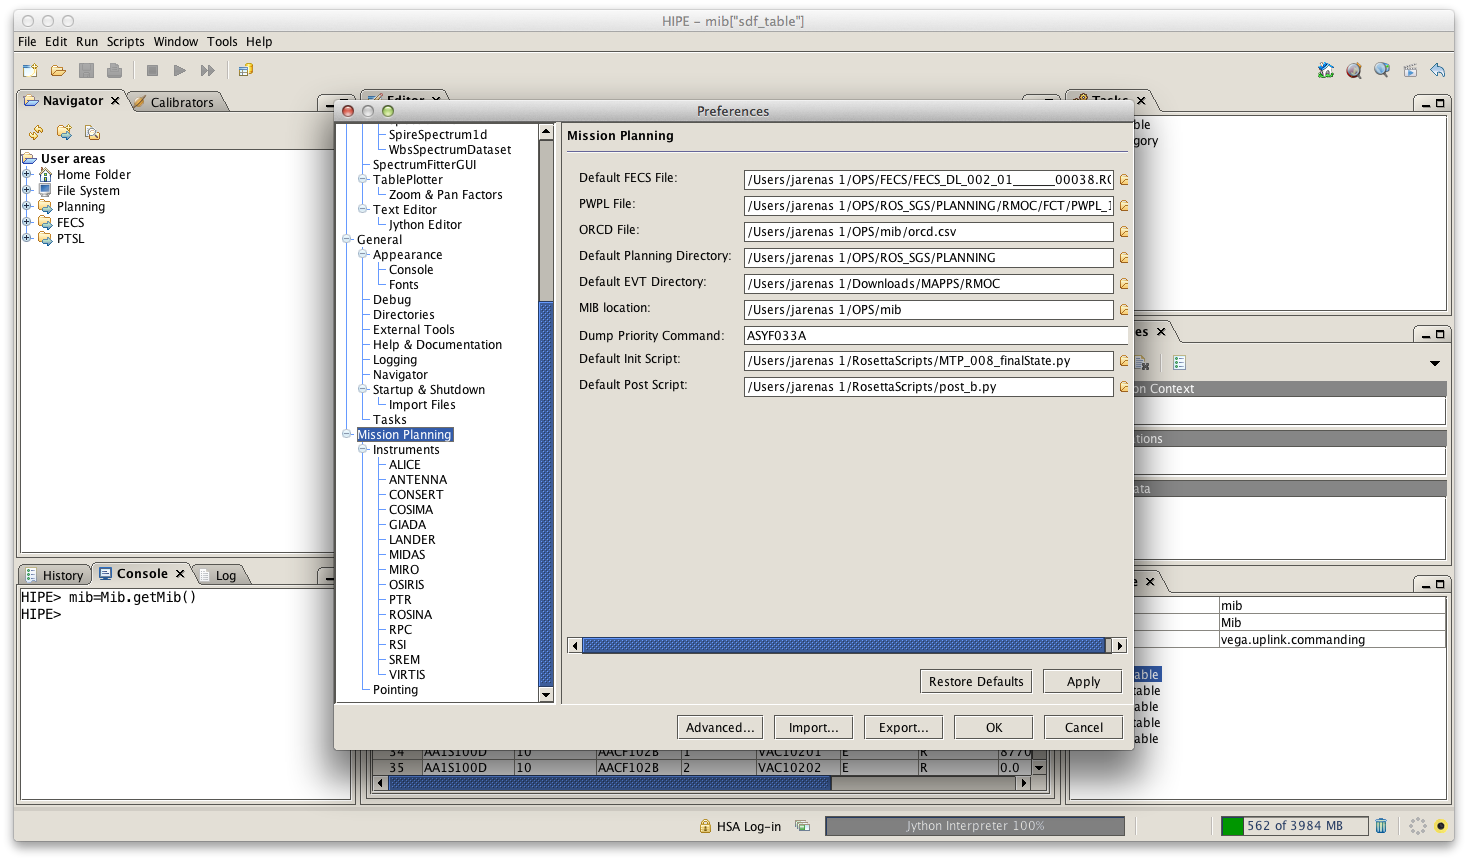 HIPE - mib["sdf_table"]
File Edit Run Scripts Window Tools Help
Navigator
Calibrators
User areas
Home Folder
File System
Planning
FECS
PTSL
Editor
Tasks
Preferences
SpireSpectrum1d
WbsSpectrumDataset
SpectrumFitterGUI
TablePlotter
Zoom & Pan Factors
Text Editor
Jython Editor
General
Appearance
Console
Fonts
Debug
Directories
External Tools
Help & Documentation
Logging
Navigator
Startup & Shutdown
Import Files
Tasks
Mission Planning
Instruments
ALICE
ANTENNA
CONSERT
COSIMA
GIADA
LANDER
MIDAS
MIRO
OSIRIS
PTR
ROSINA
RPC
RSI
SREM
VIRTIS
Pointing
Mission Planning
Default FECS File: /Users/jarenas 1/OPS/FECS/FECS_DL_002_01______00038.RO
PWPL File: /Users/jarenas 1/OPS/ROS_SGS/PLANNING/RMOC/FCT/PWPL_1
ORCD File: /Users/jarenas 1/OPS/mib/orcd.csv
Default Planning Directory: /Users/jarenas 1/OPS/ROS_SGS/PLANNING
Default EVT Directory: /Users/jarenas 1/Downloads/MAPPS/RMOC
MIB location: /Users/jarenas 1/OPS/mib
Dump Priority Command: ASYF033A
Default Init Script: /Users/jarenas 1/RosettaScripts/MTP_008_finalState.py
Default Post Script: /Users/jarenas 1/RosettaScripts/post_b.py
Restore Defaults
Apply
Advanced...
Import...
Export...
OK
Cancel
ble
gory
es
on Context
tions
ata
e
mib
Mib
vega.uplink.commanding
able
table
able
table
able
History
Console
Log
HIPE> mib=Mib.getMib()
HIPE>
34 AA1S100D 10 AACF102B 1 VAC10201 E R 8770
35 AA1S100D 10 AACF102B 2 VAC10202 E R 0.0
HSA Log-in
Jython Interpreter 100%
562 of 3984 MB